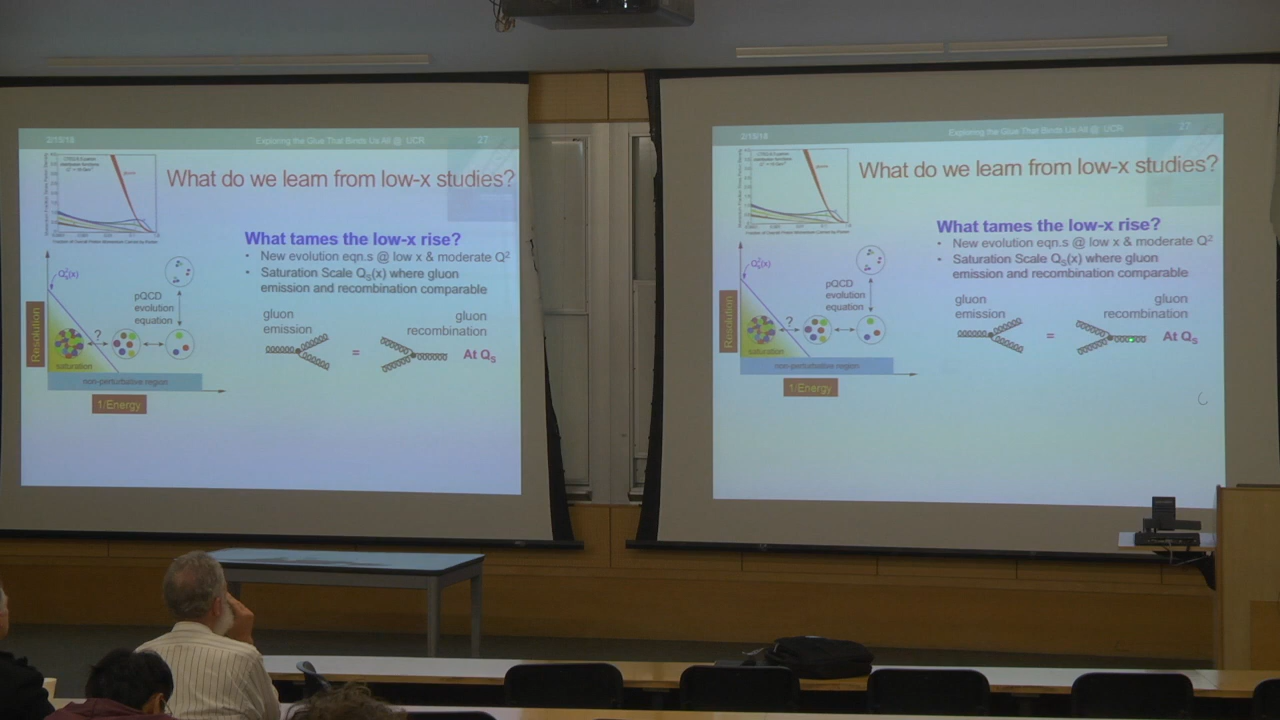 2/15/18 Exploring the Glue That Binds Us All @ UCR 27
What do we learn from low-x studies?
What tames the low-x rise?
• New evolution eqn.s @ low x & moderate Q²
• Saturation Scale Qₛ(x) where gluon
emission and recombination comparable
gluon
emission
gluon
recombination
=
At Qₛ
Resolution
pQCD
evolution
equation
?
saturation
non-perturbative region
1/Energy
2/15/18 Exploring the Glue That Binds Us All @ UCR 27
What do we learn from low-x studies?
What tames the low-x rise?
• New evolution eqn.s @ low x & moderate Q²
• Saturation Scale Qₛ(x) where gluon
emission and recombination comparable
gluon
emission
gluon
recombination
=
At Qₛ
Resolution
pQCD
evolution
equation
?
saturation
non-perturbative region
1/Energy